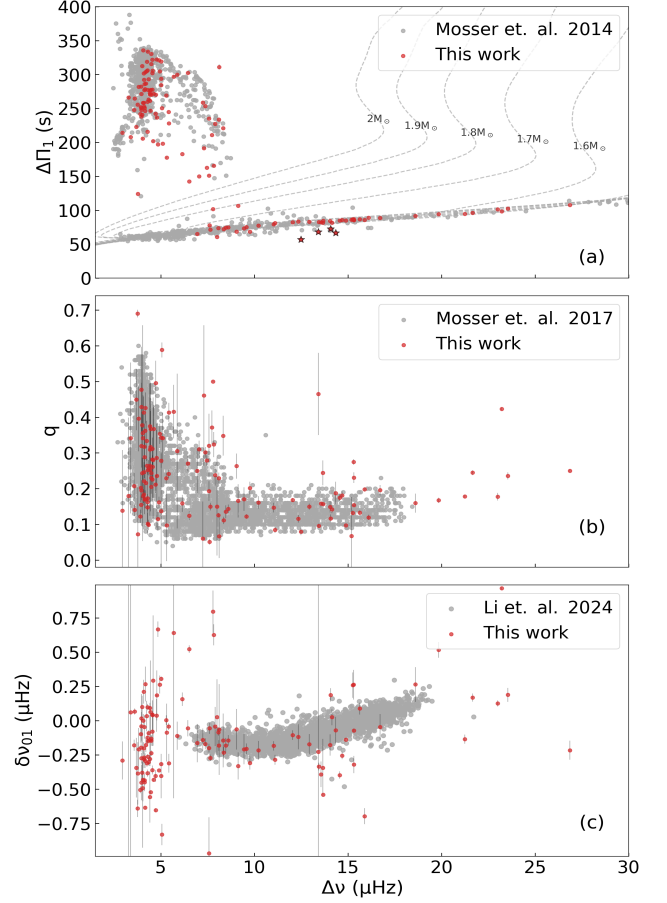 400
350
300
250
200
150
100
50
0
ΔΠ₁ (s)
Mosser et. al. 2014
This work
2M⊙
1.9M⊙
1.8M⊙
1.7M⊙
1.6M⊙
(a)
0.7
0.6
0.5
0.4
0.3
0.2
0.1
0.0
q
Mosser et. al. 2017
This work
(b)
0.75
0.50
0.25
0.00
−0.25
−0.50
−0.75
δν₀₁ (μHz)
Li et. al. 2024
This work
(c)
5 10 15 20 25 30
Δν (μHz)